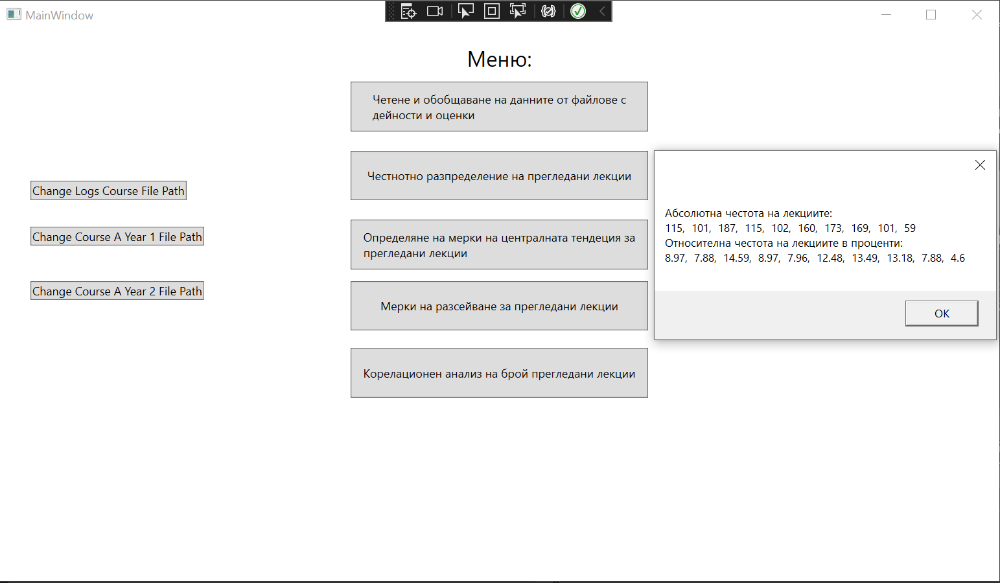 MainWindow
Меню:
Четене и обобщаване на данните от файлове с
дейности и оценки
Честнотно разпределение на прегледани лекции
Определяне на мерки на централната тендеция за
прегледани лекции
Мерки на разсейване за прегледани лекции
Корелационен анализ на брой прегледани лекции
Change Logs Course File Path
Change Course A Year 1 File Path
Change Course A Year 2 File Path
Абсолютна честота на лекциите:
115, 101, 187, 115, 102, 160, 173, 169, 101, 59
Относителна честота на лекциите в проценти:
8.97, 7.88, 14.59, 8.97, 7.96, 12.48, 13.49, 13.18, 7.88, 4.6
OK